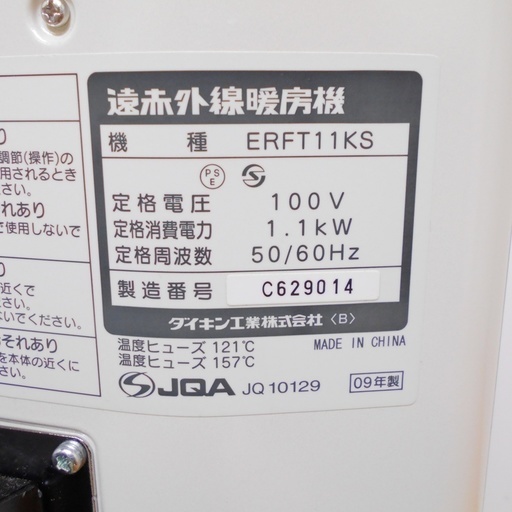 遠赤外線暖房機
機 種 ERFT11KS
PS
E
定格電圧 100V
定格消費電力 1.1kW
定格周波数 50/60Hz
製造番号 C629014
ダイキン工業株式会社〈B〉
温度ヒューズ 121℃ MADE IN CHINA
温度ヒューズ 157℃
JQA JQ10129
09年製
調節(操作)の
用されるとき
ださい。
れあり
使用しないで
近くで
いでください。
それあり
を本体の近くに
ださい。